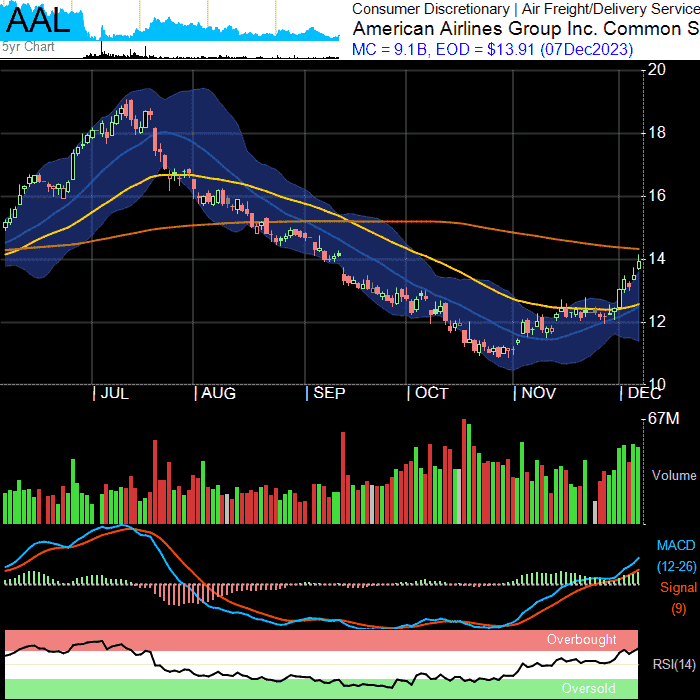 AAL
5yr Chart
Consumer Discretionary | Air Freight/Delivery Service
American Airlines Group Inc. Common S
MC = 9.1B, EOD = $13.91 (07Dec2023)
20
18
16
14
12
10
| JUL | AUG | SEP | OCT | NOV | DEC
67M
Volume
MACD
(12-26)
Signal
(9)
Overbought
RSI(14)
Oversold